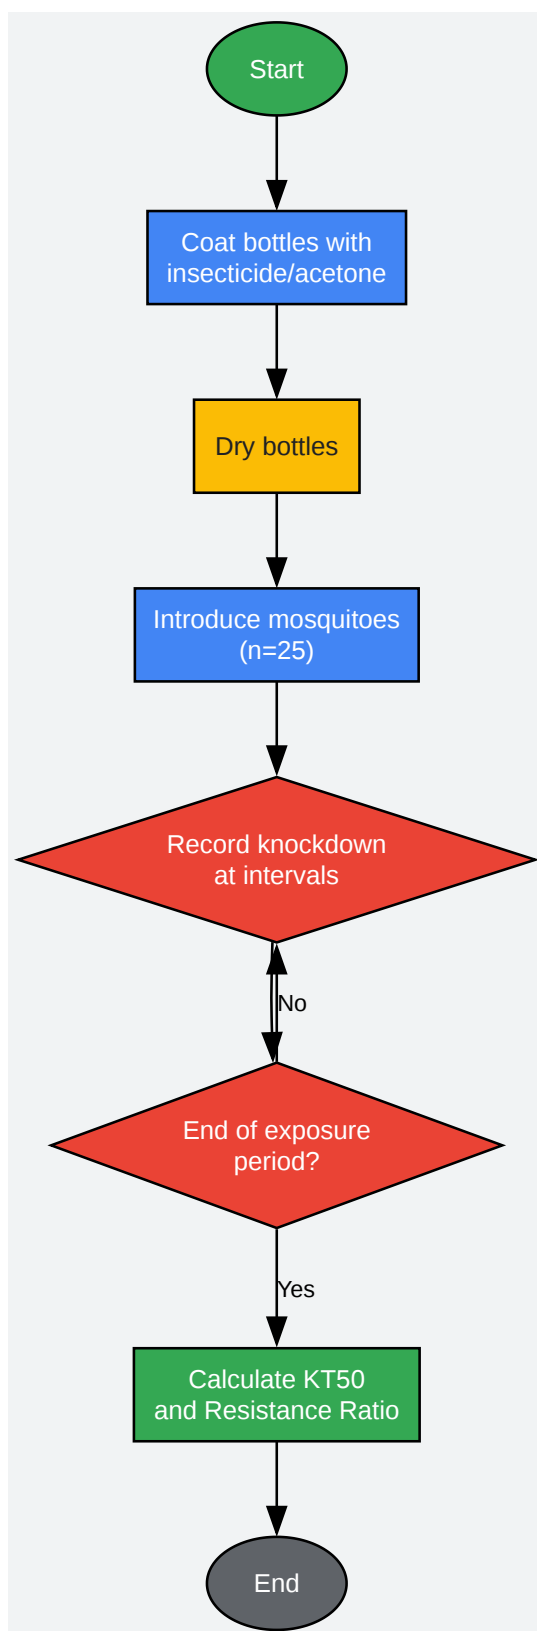 Start
Coat bottles with
insecticide/acetone
Dry bottles
Introduce mosquitoes
(n=25)
Record knockdown
at intervals
No
End of exposure
period?
Yes
Calculate KT50
and Resistance Ratio
End